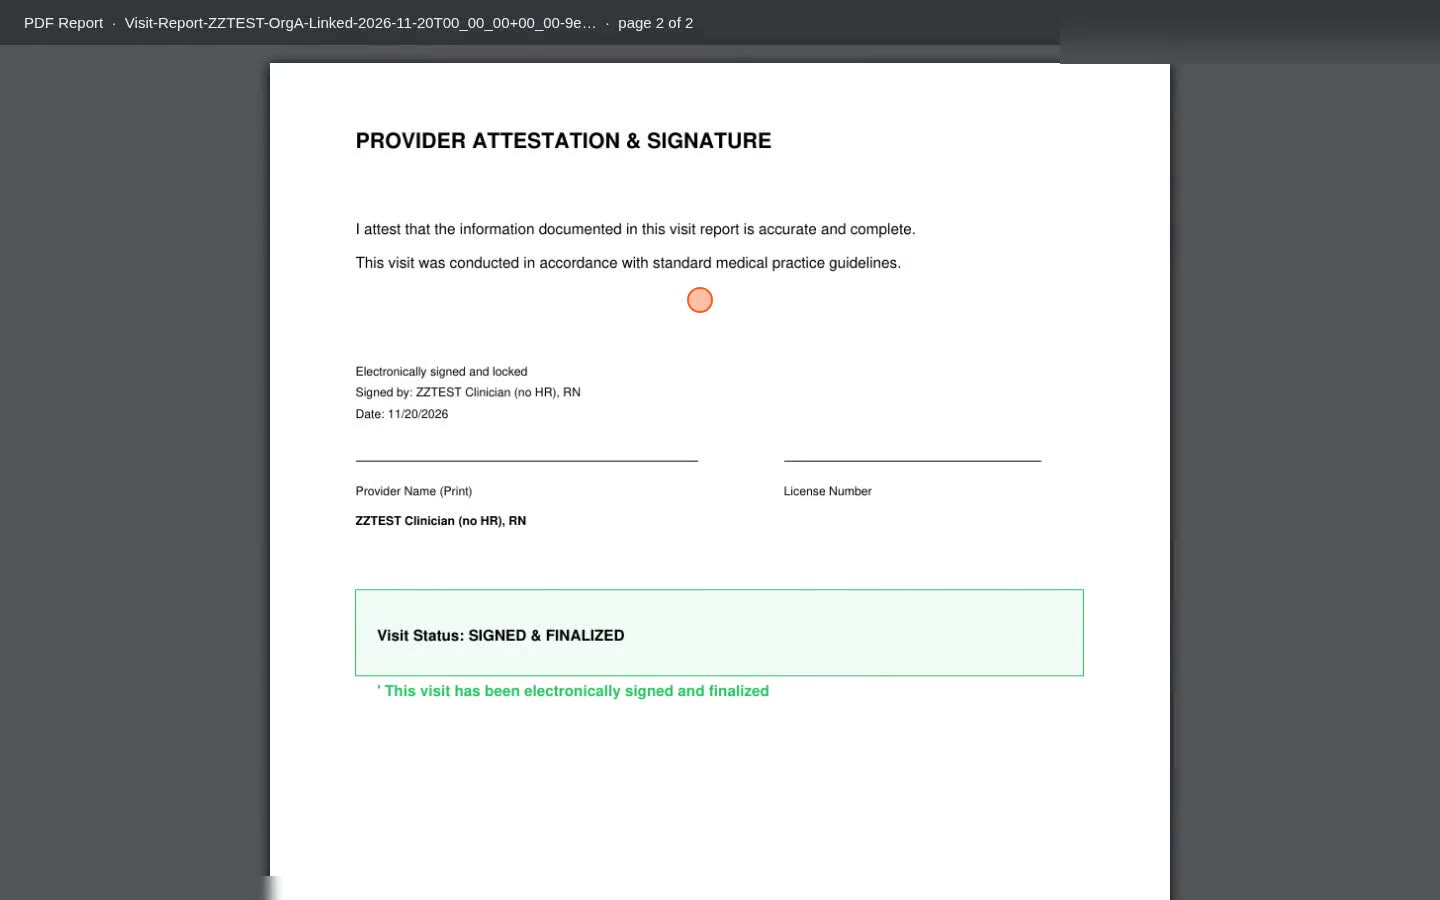 PDF Report · Visit-Report-ZZTEST-OrgA-Linked-2026-11-20T00_00_00+00_00-9e… · page 2 of 2
PROVIDER ATTESTATION & SIGNATURE
I attest that the information documented in this visit report is accurate and complete.
This visit was conducted in accordance with standard medical practice guidelines.
Electronically signed and locked
Signed by: ZZTEST Clinician (no HR), RN
Date: 11/20/2026
Provider Name (Print)
License Number
ZZTEST Clinician (no HR), RN
Visit Status: SIGNED & FINALIZED
' This visit has been electronically signed and finalized